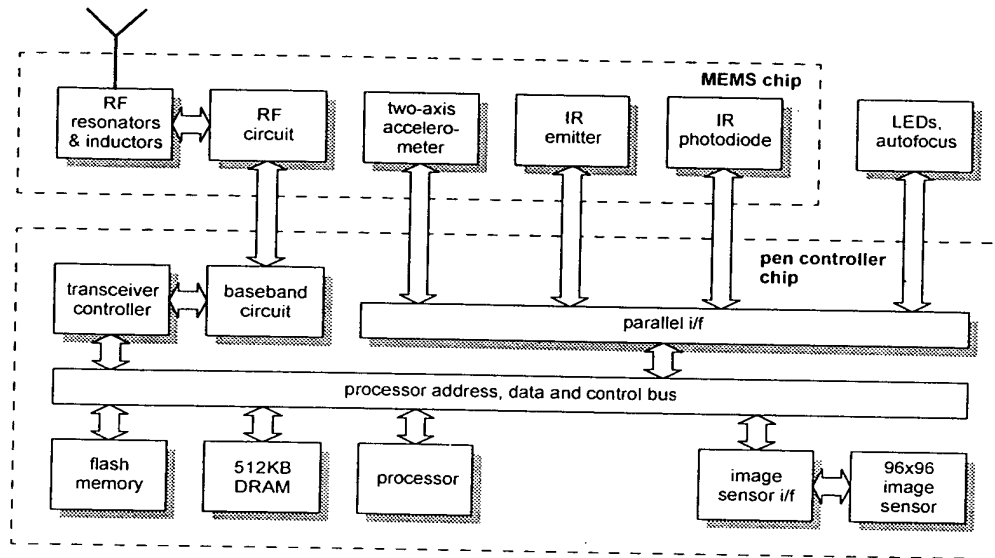 MEMS chip
RF
resonators
& inductors
RF
circuit
two-axis
accelero-
meter
IR
emitter
IR
photodiode
LEDs,
autofocus
pen controller
chip
transceiver
controller
baseband
circuit
parallel i/f
processor address, data and control bus
flash
memory
512KB
DRAM
processor
image
sensor i/f
96x96
image
sensor